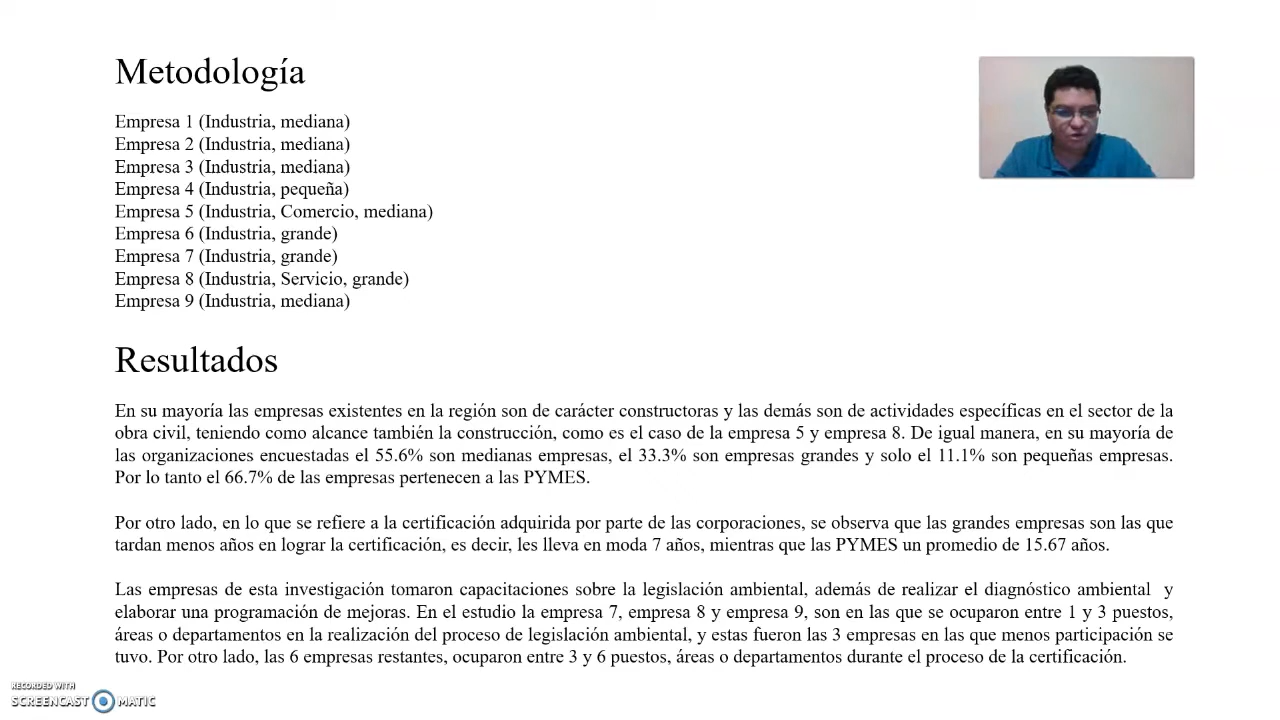 Metodología
Empresa 1 (Industria, mediana)
Empresa 2 (Industria, mediana)
Empresa 3 (Industria, mediana)
Empresa 4 (Industria, pequeña)
Empresa 5 (Industria, Comercio, mediana)
Empresa 6 (Industria, grande)
Empresa 7 (Industria, grande)
Empresa 8 (Industria, Servicio, grande)
Empresa 9 (Industria, mediana)
Resultados
En su mayoría las empresas existentes en la región son de carácter constructoras y las demás son de actividades específicas en el sector de la
obra civil, teniendo como alcance también la construcción, como es el caso de la empresa 5 y empresa 8. De igual manera, en su mayoría de
las organizaciones encuestadas el 55.6% son medianas empresas, el 33.3% son empresas grandes y solo el 11.1% son pequeñas empresas.
Por lo tanto el 66.7% de las empresas pertenecen a las PYMES.
Por otro lado, en lo que se refiere a la certificación adquirida por parte de las corporaciones, se observa que las grandes empresas son las que
tardan menos años en lograr la certificación, es decir, les lleva en moda 7 años, mientras que las PYMES un promedio de 15.67 años.
Las empresas de esta investigación tomaron capacitaciones sobre la legislación ambiental, además de realizar el diagnóstico ambiental y
elaborar una programación de mejoras. En el estudio la empresa 7, empresa 8 y empresa 9, son en las que se ocuparon entre 1 y 3 puestos,
áreas o departamentos en la realización del proceso de legislación ambiental, y estas fueron las 3 empresas en las que menos participación se
tuvo. Por otro lado, las 6 empresas restantes, ocuparon entre 3 y 6 puestos, áreas o departamentos durante el proceso de la certificación.
RECORDED WITH
SCREENCAST MATIC